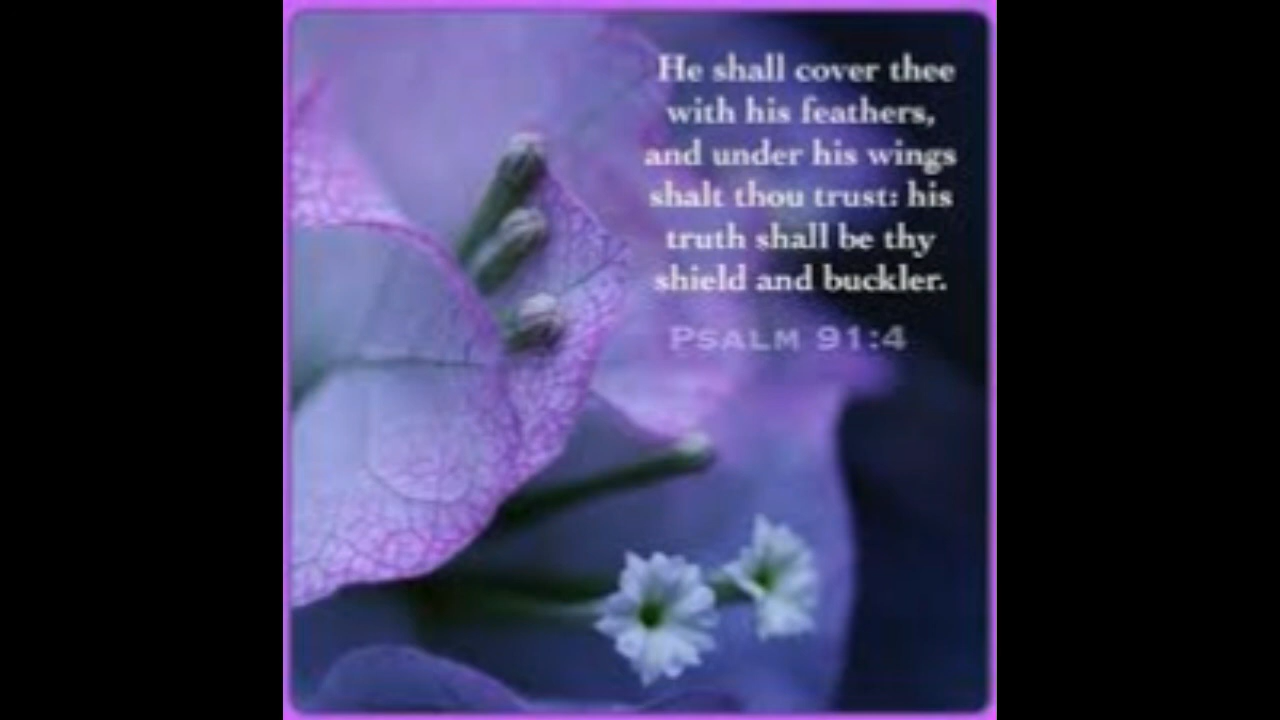 He shall cover thee
with his feathers,
and under his wings
shalt thou trust: his
truth shall be thy
shield and buckler.
PSALM 91:4